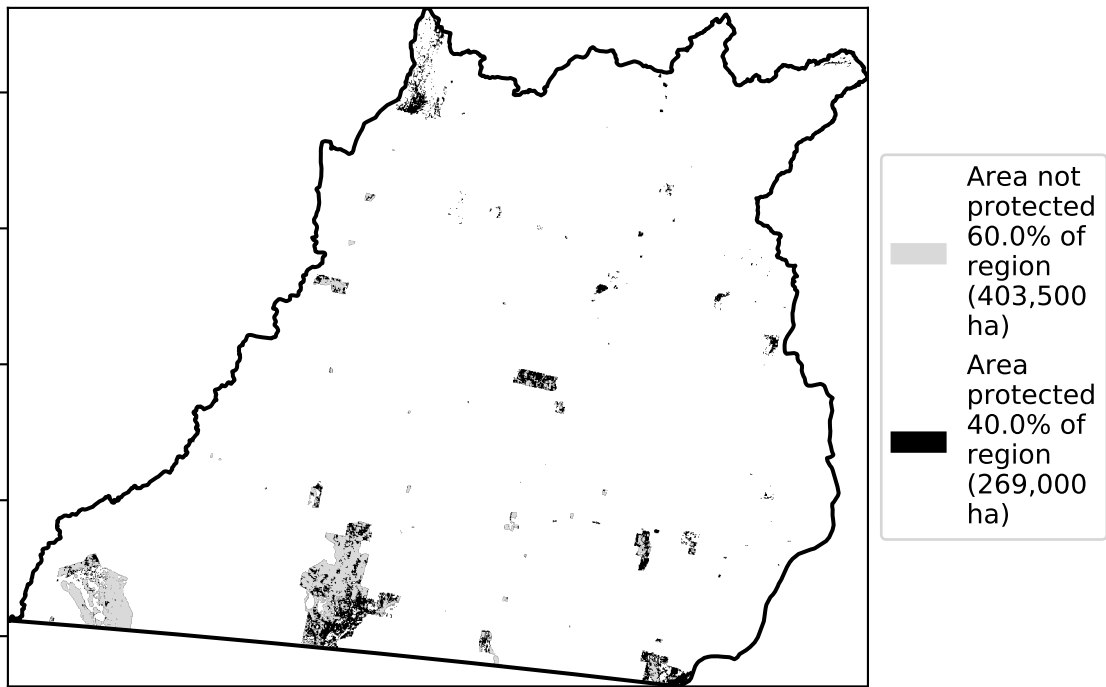 Area not
protected
60.0% of
region
(403,500
ha)
Area
protected
40.0% of
region
(269,000
ha)